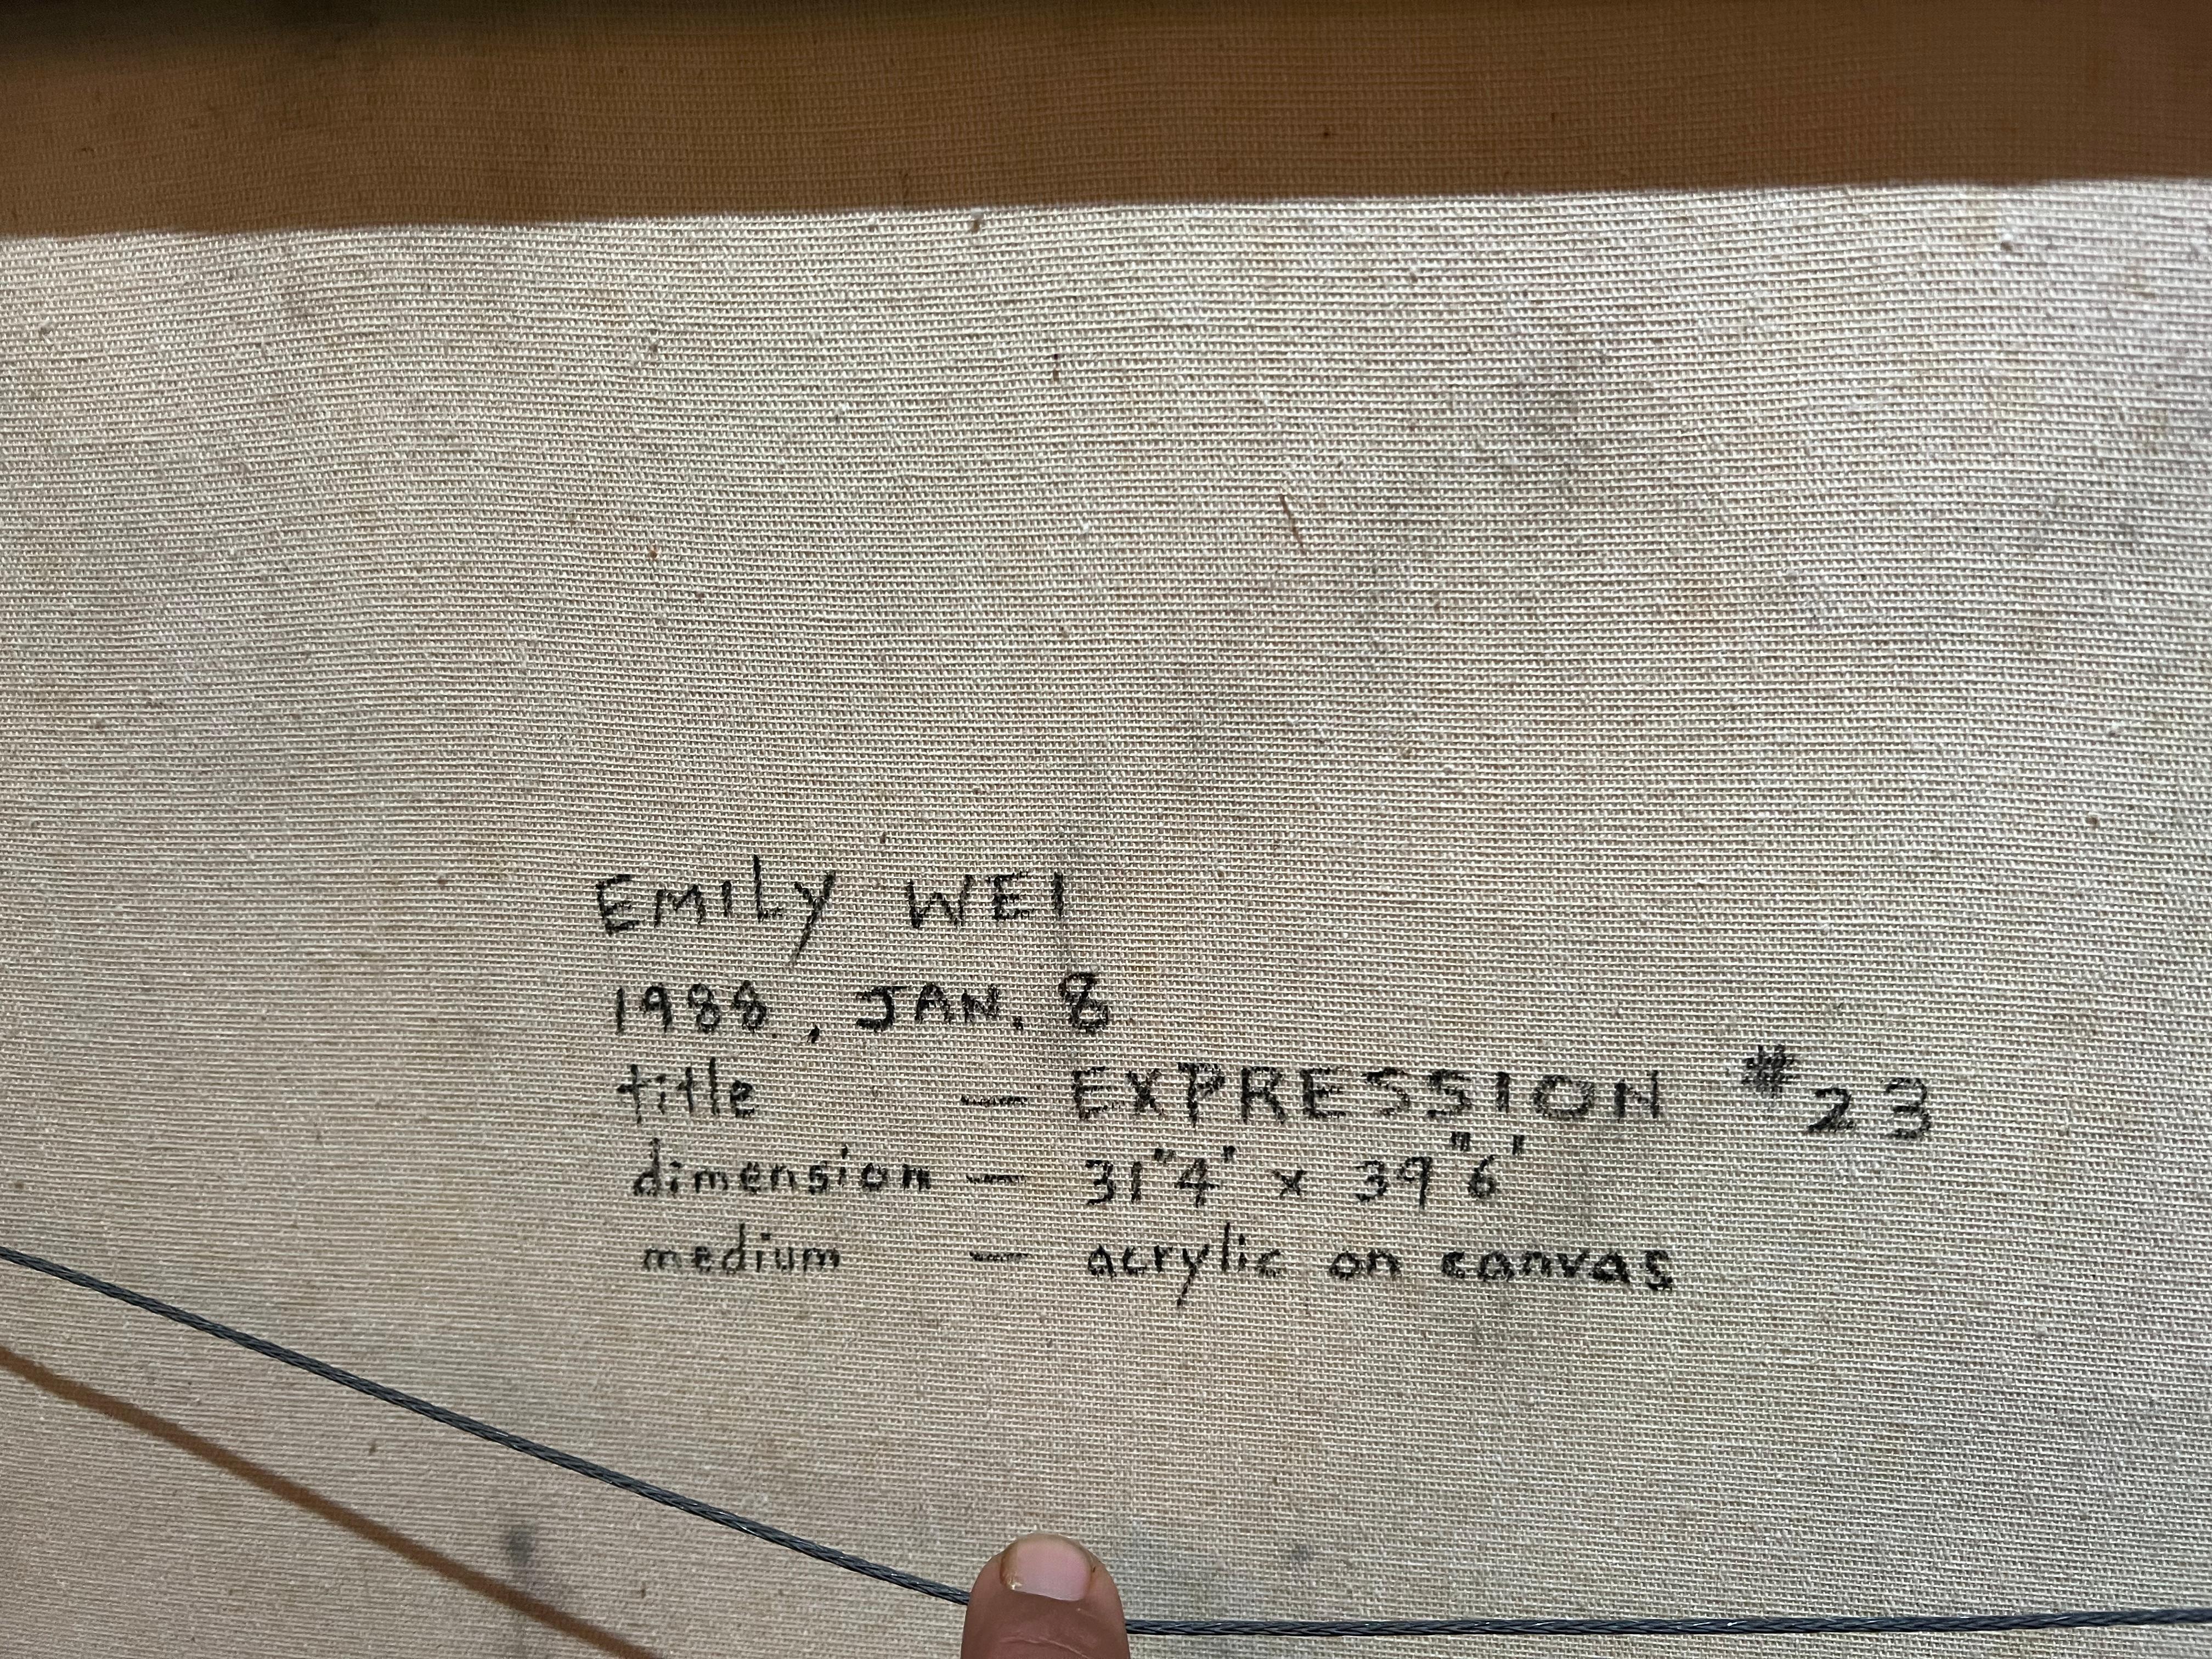 EMILY WEI
1988, JAN. 8
title — EXPRESSION #23
dimension — 31"4" x 39"6"
medium — acrylic on canvas